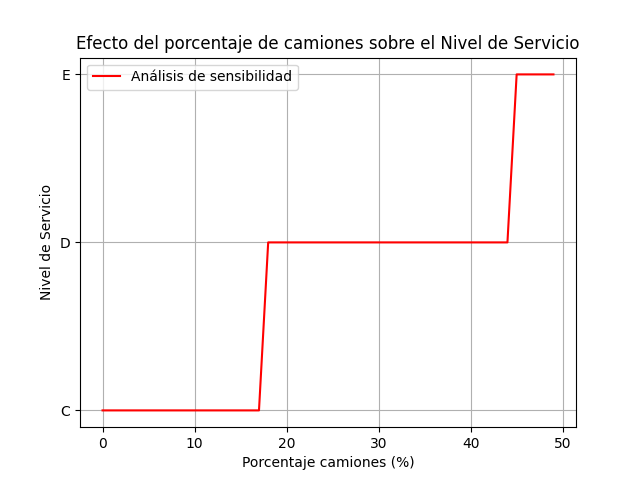 Efecto del porcentaje de camiones sobre el Nivel de Servicio
E
Análisis de sensibilidad
Nivel de Servicio
D
C
0 10 20 30 40 50
Porcentaje camiones (%)